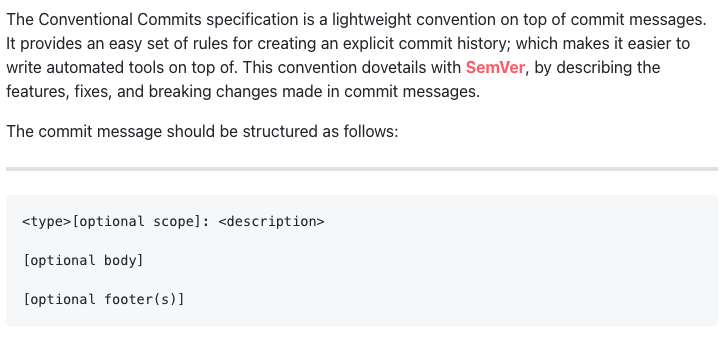 The Conventional Commits specification is a lightweight convention on top of commit messages.
It provides an easy set of rules for creating an explicit commit history; which makes it easier to
write automated tools on top of. This convention dovetails with SemVer, by describing the
features, fixes, and breaking changes made in commit messages.
The commit message should be structured as follows:
<type>[optional scope]: <description>
[optional body]
[optional footer(s)]